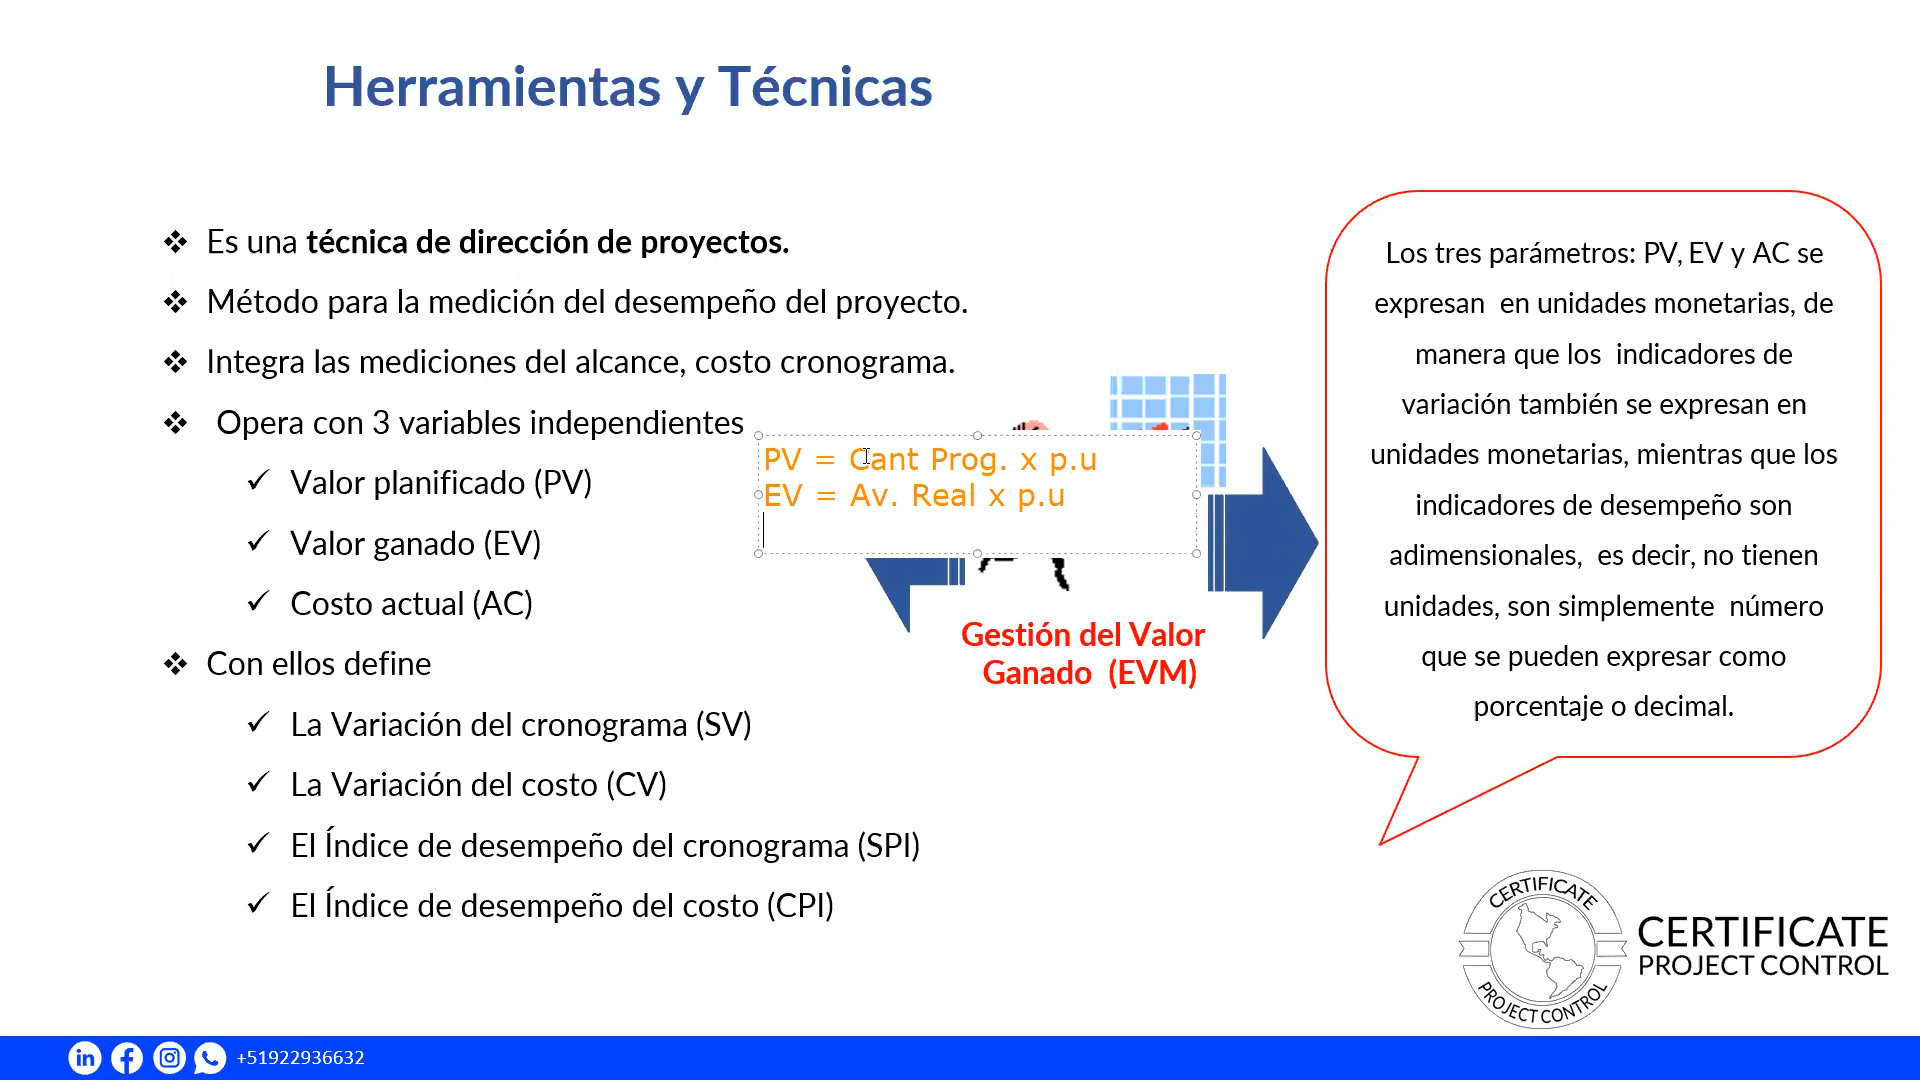 Herramientas y Técnicas
Es una técnica de dirección de proyectos.
Método para la medición del desempeño del proyecto.
Integra las mediciones del alcance, costo cronograma.
Opera con 3 variables independientes
Valor planificado (PV)
Valor ganado (EV)
Costo actual (AC)
Con ellos define
La Variación del cronograma (SV)
La Variación del costo (CV)
El Índice de desempeño del cronograma (SPI)
El Índice de desempeño del costo (CPI)
PV = Cant Prog. x p.u
EV = Av. Real x p.u
Gestión del Valor
Ganado (EVM)
Los tres parámetros: PV, EV y AC se
expresan en unidades monetarias, de
manera que los indicadores de
variación también se expresan en
unidades monetarias, mientras que los
indicadores de desempeño son
adimensionales, es decir, no tienen
unidades, son simplemente número
que se pueden expresar como
porcentaje o decimal.
CERTIFICATE
PROJECT CONTROL
CERTIFICATE
PROJECT CONTROL
in
+51922936632